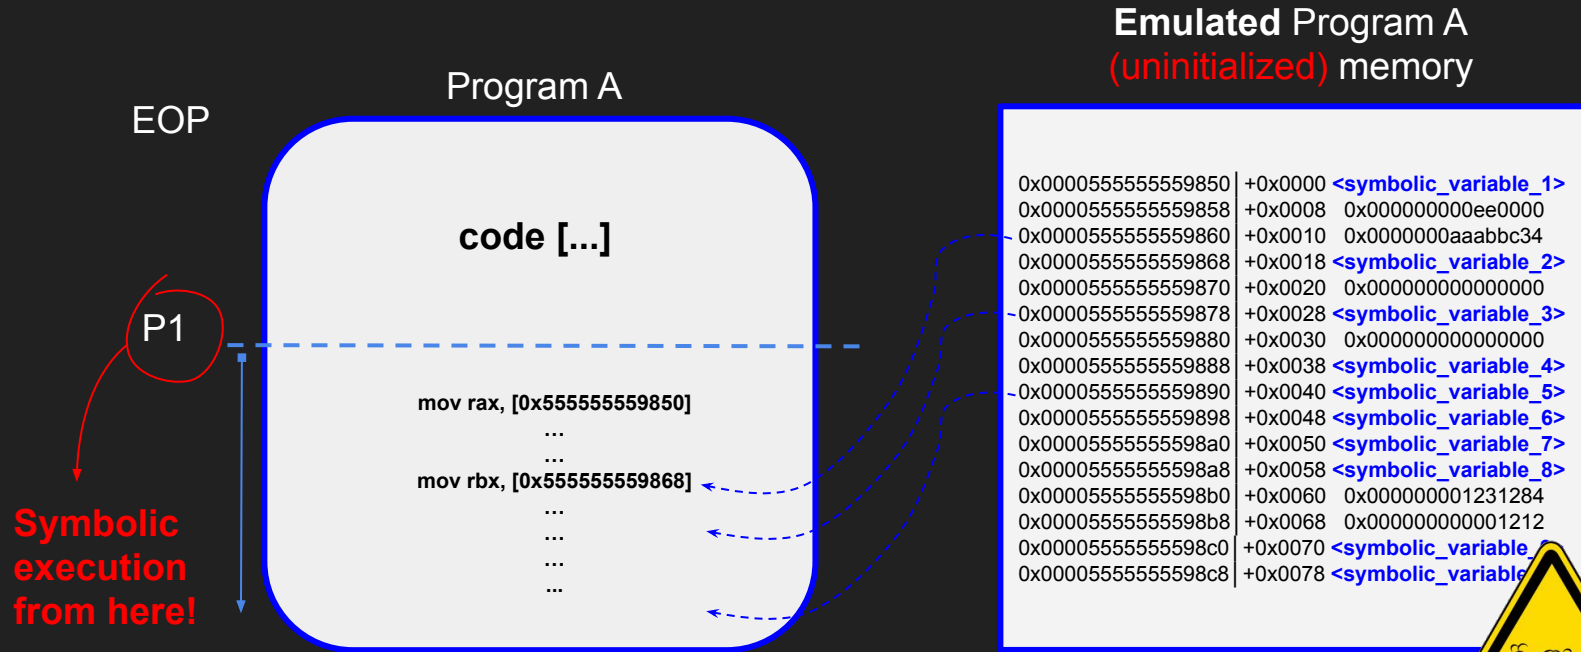 Emulated Program A
(uninitialized) memory
Program A
EOP
code [...]
P1
mov rax, [0x555555559850]
...
...
mov rbx, [0x555555559868]
...
...
...
...
Symbolic
execution
from here!
0x0000555555559850 | +0x0000 <symbolic_variable_1>
0x0000555555559858 | +0x0008 0x000000000ee0000
0x0000555555559860 | +0x0010 0x0000000aaabbc34
0x0000555555559868 | +0x0018 <symbolic_variable_2>
0x0000555555559870 | +0x0020 0x000000000000000
0x0000555555559878 | +0x0028 <symbolic_variable_3>
0x0000555555559880 | +0x0030 0x000000000000000
0x0000555555559888 | +0x0038 <symbolic_variable_4>
0x0000555555559890 | +0x0040 <symbolic_variable_5>
0x0000555555559898 | +0x0048 <symbolic_variable_6>
0x00005555555598a0 | +0x0050 <symbolic_variable_7>
0x00005555555598a8 | +0x0058 <symbolic_variable_8>
0x00005555555598b0 | +0x0060 0x000000001231284
0x00005555555598b8 | +0x0068 0x000000000001212
0x00005555555598c0 | +0x0070 <symbolic_variable_
0x00005555555598c8 | +0x0078 <symbolic_variable